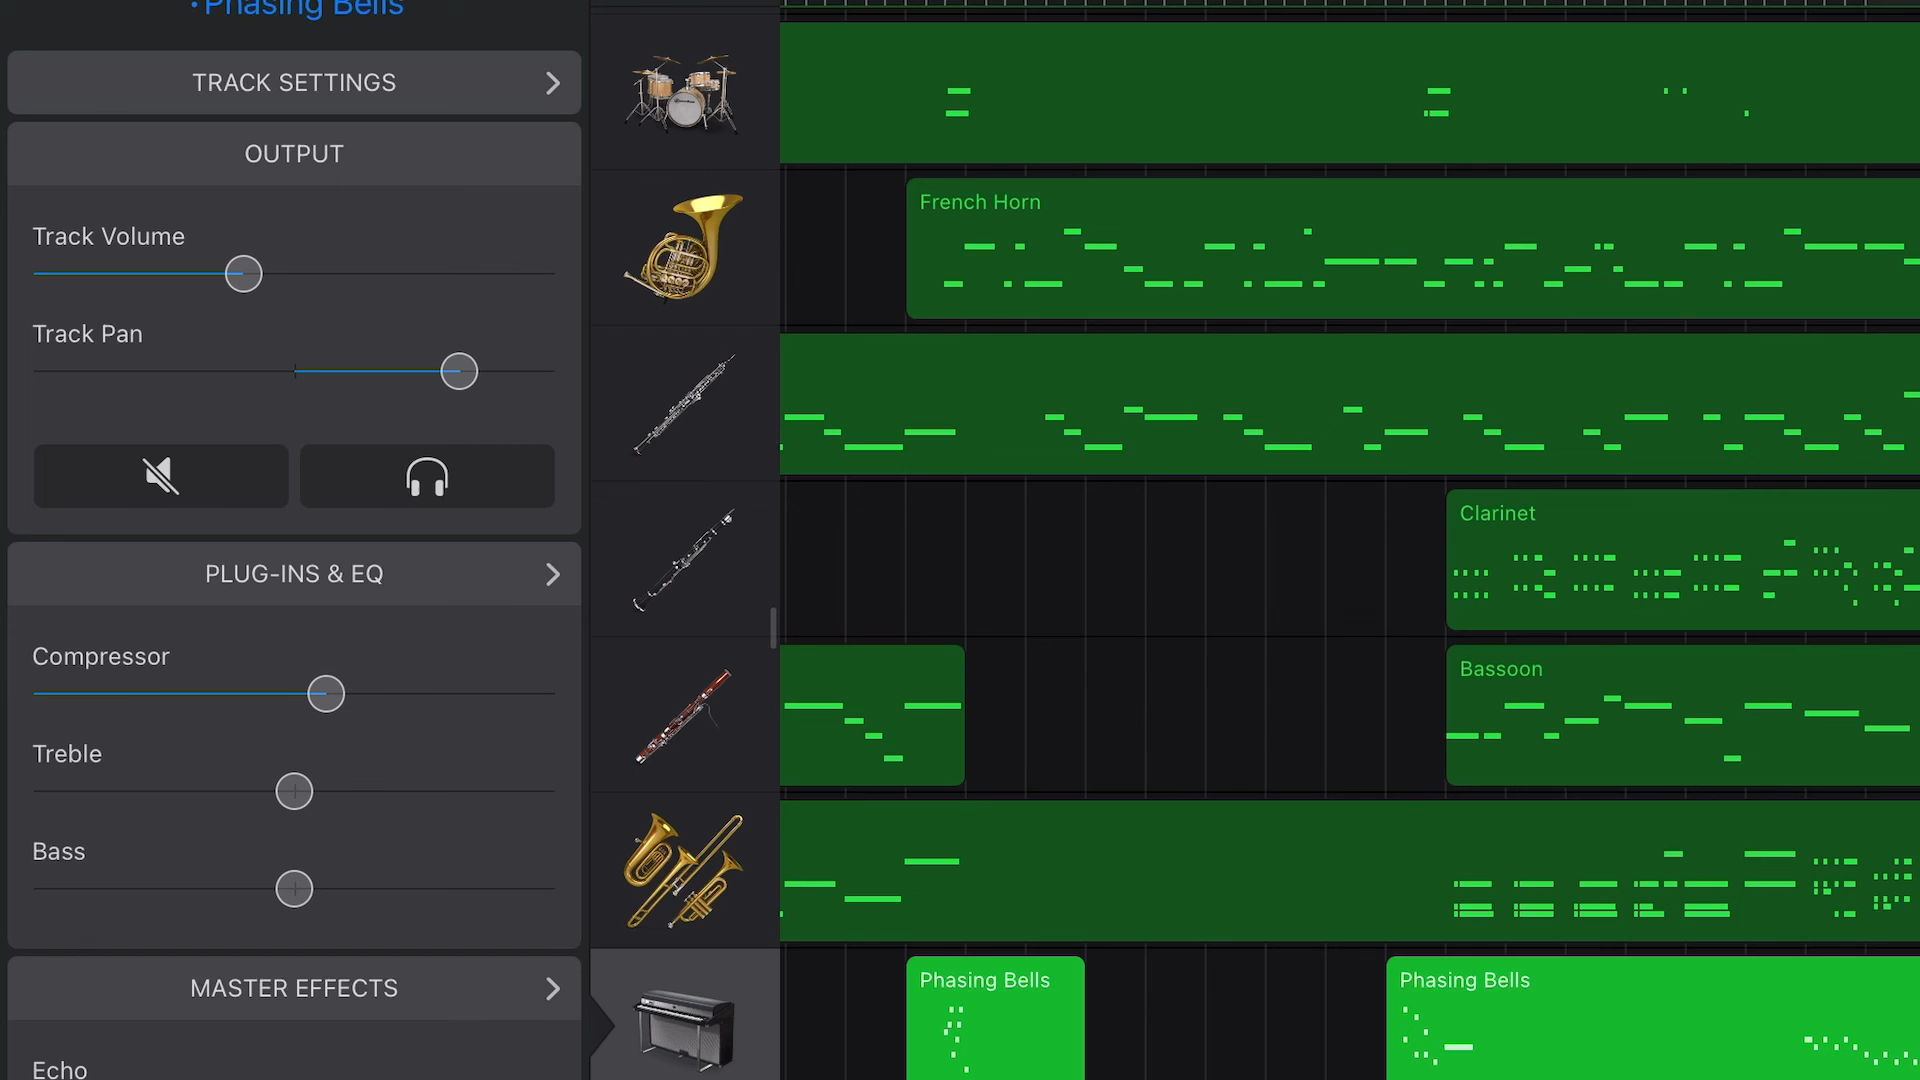 • Phasing Bells
TRACK SETTINGS
OUTPUT
Track Volume
Track Pan
PLUG-INS & EQ
Compressor
Treble
Bass
MASTER EFFECTS
Echo
French Horn
Clarinet
Bassoon
Phasing Bells
Phasing Bells